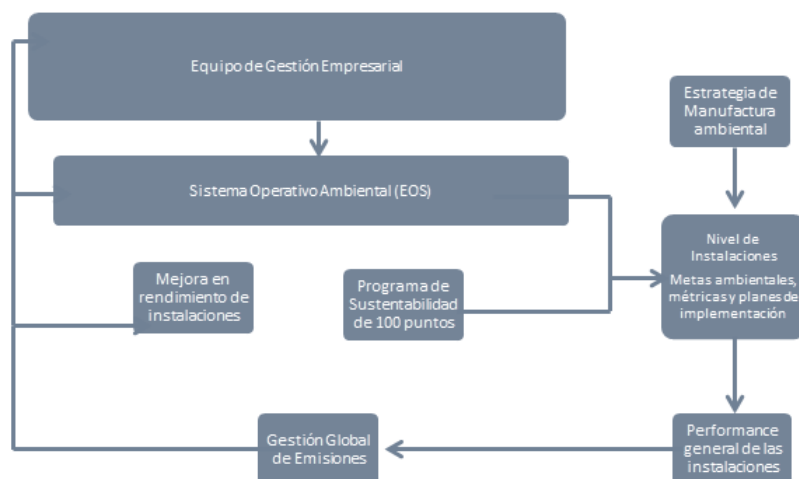 Equipo de Gestión Empresarial
Estrategia de
Manufactura
ambiental
Sistema Operativo Ambiental (EOS)
Nivel de
Instalaciones
Metas ambientales,
métricas y planes de
implementación
Mejora en
rendimiento de
instalaciones
Programa de
Sustentabilidad
de 100 puntos
Gestión Global
de Emisiones
Performance
general de las
instalaciones